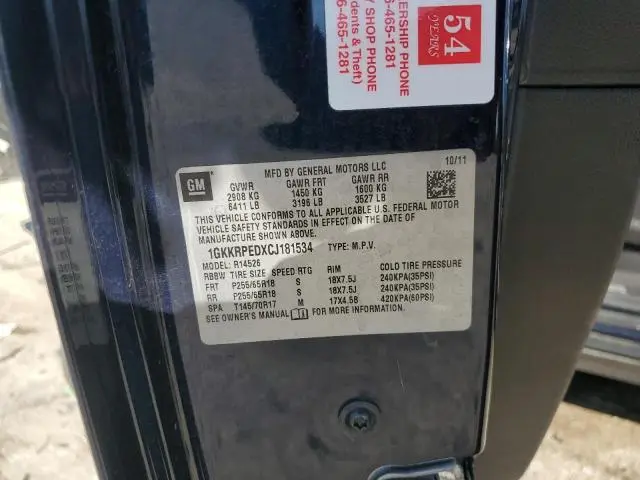 54
YEARS
LERSHIP PHONE
6-465-1281
Y SHOP PHONE
dents & Theft)
6-465-1281
GM
MFD BY GENERAL MOTORS LLC
10/11
GVWR GAWR FRT GAWR RR
2908 KG 1450 KG 1600 KG
6411 LB 3196 LB 3527 LB
THIS VEHICLE CONFORMS TO ALL APPLICABLE U.S. FEDERAL MOTOR
VEHICLE SAFETY STANDARDS IN EFFECT ON THE DATE OF
MANUFACTURE SHOWN ABOVE.
1GKKRPEDXCJ181534 TYPE: M.P.V.
MODEL: R14526
RBBW TIRE SIZE SPEED RTG RIM COLD TIRE PRESSURE
FRT P255/65R18 S 18X7.5J 240KPA(35PSI)
RR P255/65R18 S 18X7.5J 240KPA(35PSI)
SPA T145/70R17 M 17X4.5B 420KPA(60PSI)
SEE OWNER'S MANUAL FOR MORE INFORMATION.